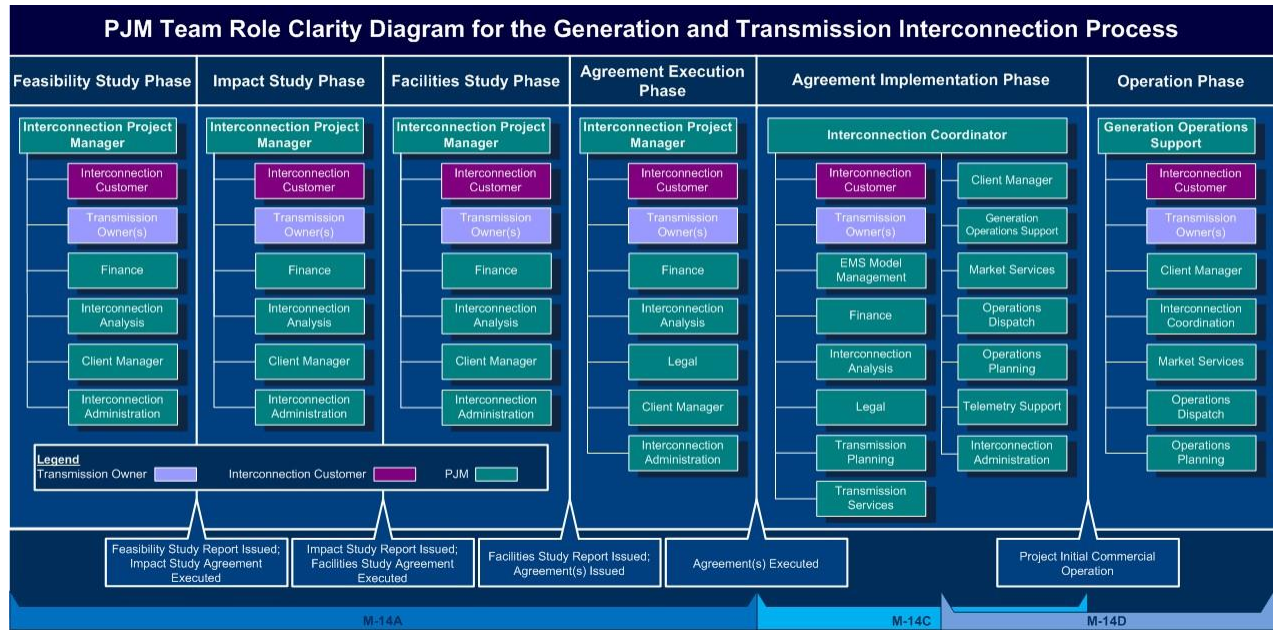 PJM Team Role Clarity Diagram for the Generation and Transmission Interconnection Process
Feasibility Study Phase
Impact Study Phase
Facilities Study Phase
Agreement Execution
Phase
Agreement Implementation Phase
Operation Phase
Interconnection Project
Manager
Interconnection
Customer
Transmission
Owner(s)
Finance
Interconnection
Analysis
Client Manager
Interconnection
Administration
Interconnection Project
Manager
Interconnection
Customer
Transmission
Owner(s)
Finance
Interconnection
Analysis
Client Manager
Interconnection
Administration
Interconnection Project
Manager
Interconnection
Customer
Transmission
Owner(s)
Finance
Interconnection
Analysis
Client Manager
Interconnection
Administration
Interconnection Project
Manager
Interconnection
Customer
Transmission
Owner(s)
Finance
Interconnection
Analysis
Legal
Client Manager
Interconnection
Administration
Interconnection Coordinator
Interconnection
Customer
Transmission
Owner(s)
EMS Model
Management
Finance
Interconnection
Analysis
Legal
Transmission
Planning
Transmission
Services
Client Manager
Generation
Operations Support
Market Services
Operations
Dispatch
Operations
Planning
Telemetry Support
Interconnection
Administration
Generation Operations
Support
Interconnection
Customer
Transmission
Owner(s)
Client Manager
Interconnection
Coordination
Market Services
Operations
Dispatch
Operations
Planning
Legend
Transmission Owner
Interconnection Customer
PJM
Feasibility Study Report Issued;
Impact Study Agreement
Executed
Impact Study Report Issued;
Facilities Study Agreement
Executed
Facilities Study Report Issued;
Agreement(s) Issued
Agreement(s) Executed
Project Initial Commercial
Operation
M-14A
M-14C
M-14D